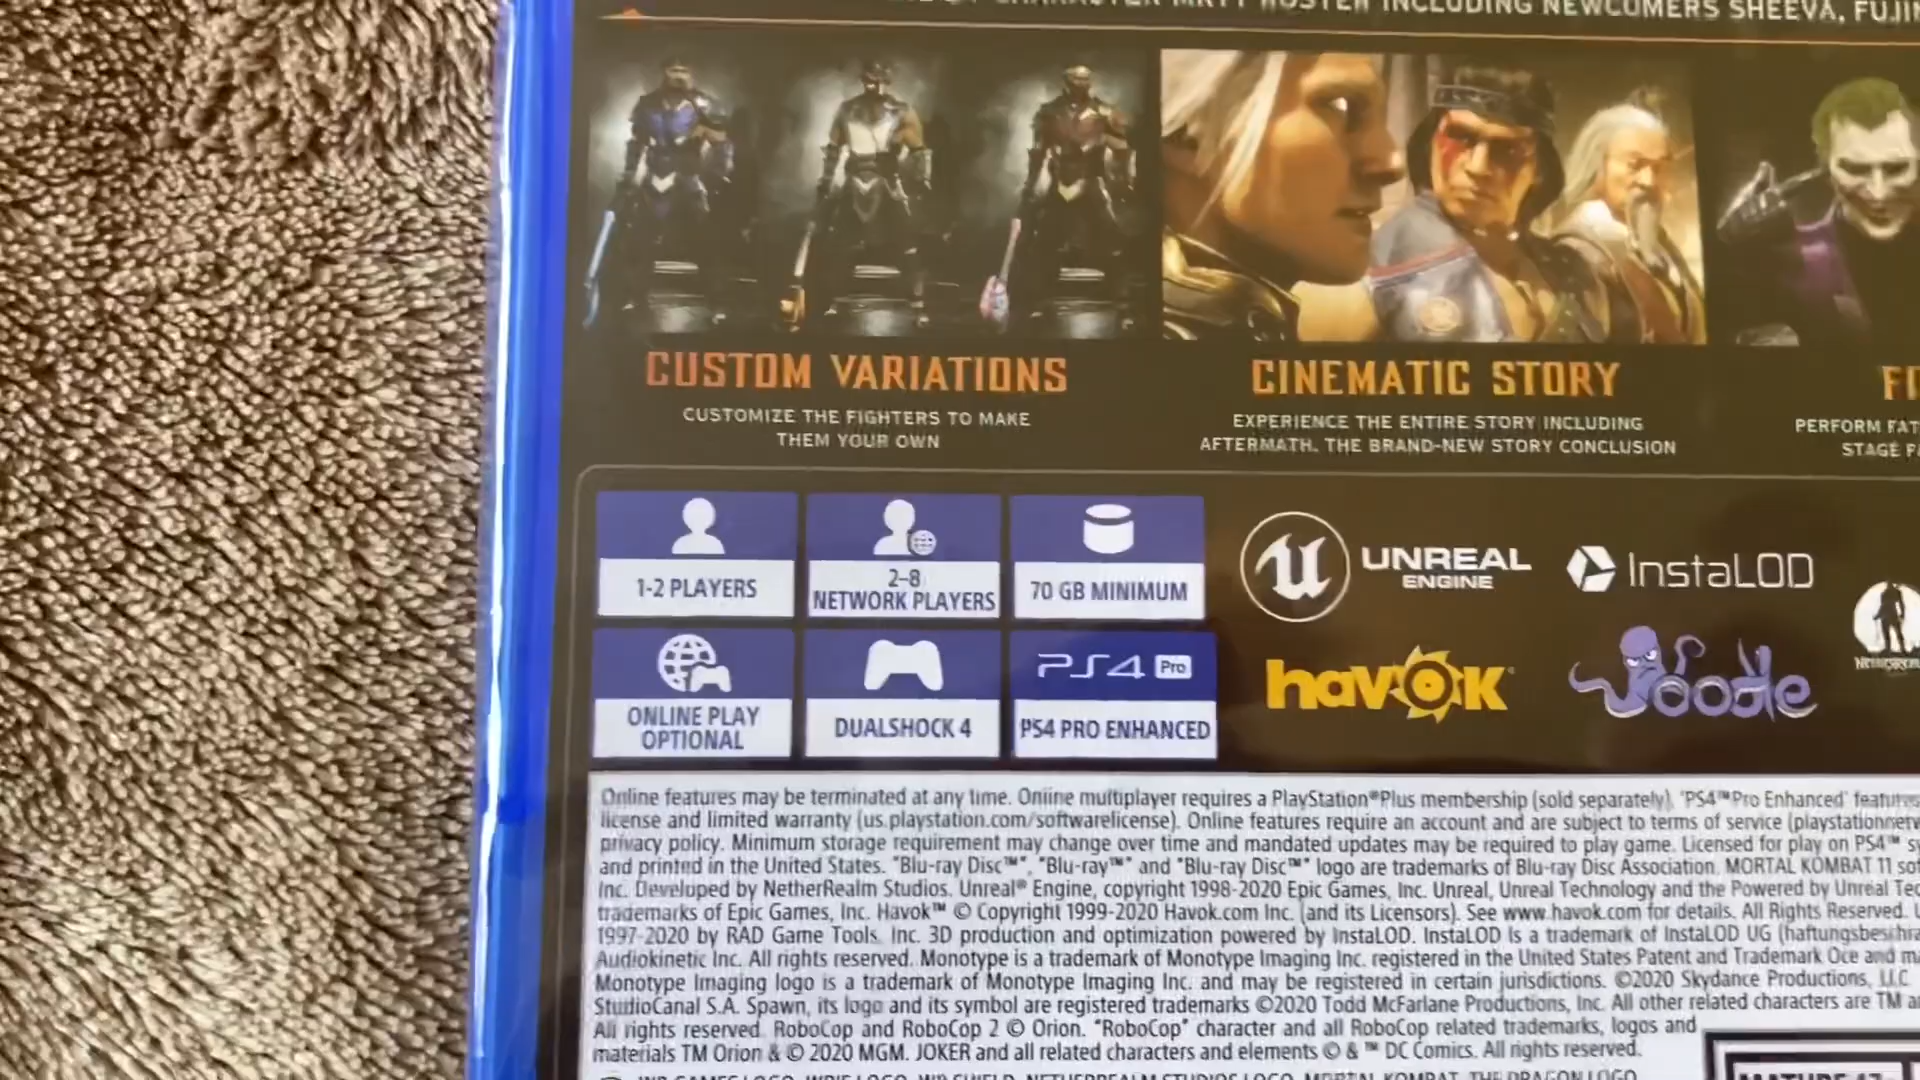 INCLUDING NEWCOMERS SHEEVA, FUJIN
CUSTOM VARIATIONS
CUSTOMIZE THE FIGHTERS TO MAKE
THEM YOUR OWN
CINEMATIC STORY
EXPERIENCE THE ENTIRE STORY INCLUDING
AFTERMATH, THE BRAND-NEW STORY CONCLUSION
PERFORM
STAGE
1-2 PLAYERS
2-8
NETWORK PLAYERS
70 GB MINIMUM
UNREAL
ENGINE
InstaLOD
ONLINE PLAY
OPTIONAL
DUALSHOCK 4
PS4 Pro
PS4 PRO ENHANCED
havok
oodle
Online features may be terminated at any time. Online multiplayer requires a PlayStation®Plus membership (sold separately). 'PS4™Pro Enhanced' features
license and limited warranty (us.playstation.com/softwarelicense). Online features require an account and are subject to terms of service (playstationnetw
privacy policy. Minimum storage requirement may change over time and mandated updates may be required to play game. Licensed for play on PS4™ sy
and printed in the United States. "Blu-ray Disc™", "Blu-ray™" and "Blu-ray Disc™" logo are trademarks of Blu-ray Disc Association. MORTAL KOMBAT 11 sof
Inc. Developed by NetherRealm Studios. Unreal® Engine, copyright 1998-2020 Epic Games, Inc. Unreal, Unreal Technology and the Powered by Unreal Tec
trademarks of Epic Games, Inc. Havok™ © Copyright 1999-2020 Havok.com Inc. (and its Licensors). See www.havok.com for details. All Rights Reserved.
1997-2020 by RAD Game Tools, Inc. 3D production and optimization powered by InstaLOD. InstaLOD is a trademark of InstaLOD UG (haftungsbeschra
Audiokinetic Inc. All rights reserved. Monotype is a trademark of Monotype Imaging Inc. registered in the United States Patent and Trademark Oce and ma
Monotype Imaging logo is a trademark of Monotype Imaging Inc. and may be registered in certain jurisdictions. ©2020 Skydance Productions, LLC
StudioCanal S.A. Spawn, its logo and its symbol are registered trademarks ©2020 Todd McFarlane Productions, Inc. All other related characters are TM an
All rights reserved. RoboCop and RoboCop 2 © Orion. "RoboCop" character and all RoboCop related trademarks, logos and
materials TM Orion & © 2020 MGM. JOKER and all related characters and elements © & ™ DC Comics. All rights reserved.
MATURE 17